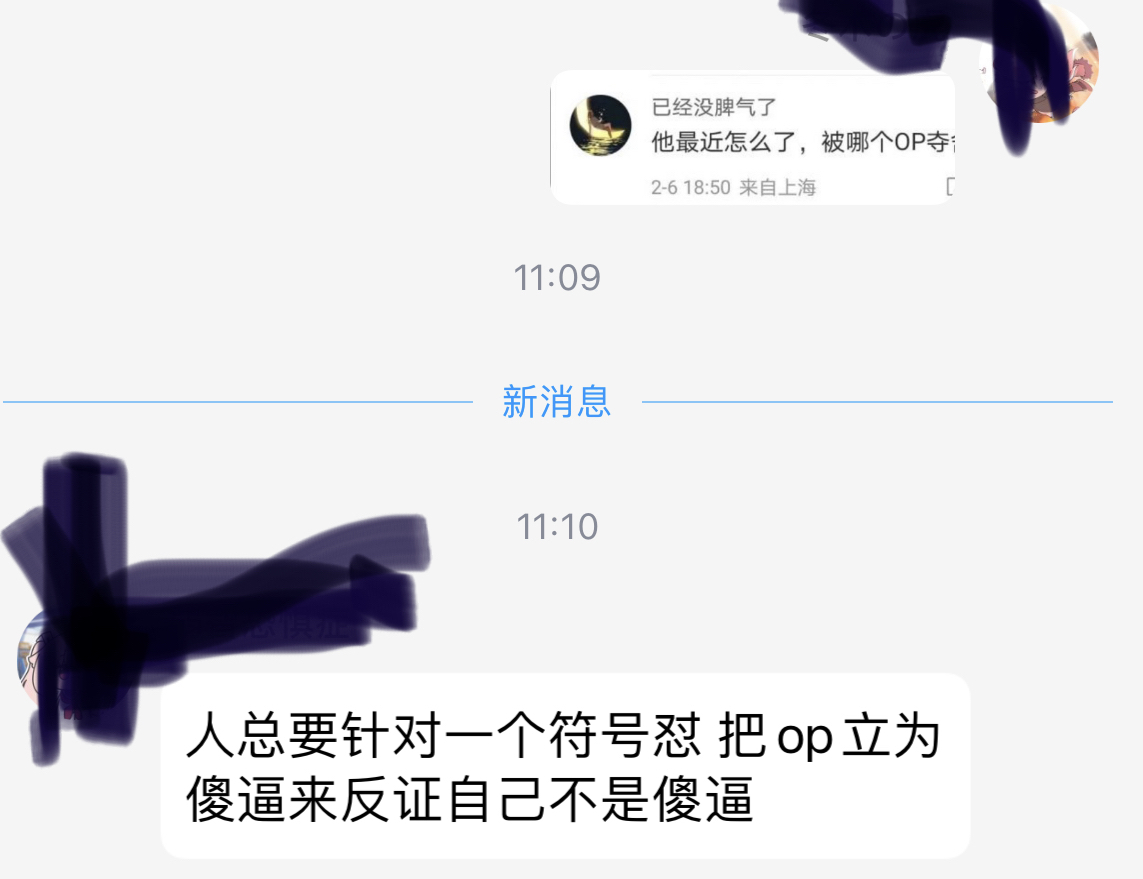 已经没脾气了
他最近怎么了，被哪个OP夺
2-6 18:50 来自上海
11:09
新消息
11:10
人总要针对一个符号怼 把op立为
傻逼来反证自己不是傻逼